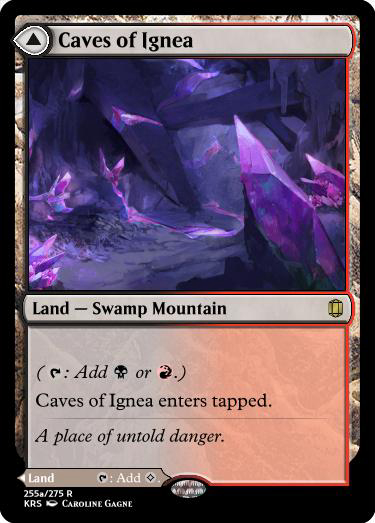 Caves of Ignea
Land — Swamp Mountain
( : Add or .)
Caves of Ignea enters tapped.
A place of untold danger.
Land : Add .
255a/275 R
KRS Caroline Gagne